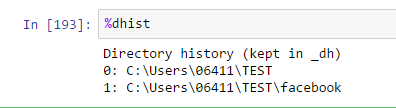 In [193]: %dhist
Directory history (kept in _dh)
0: C:\Users\06411\TEST
1: C:\Users\06411\TEST\facebook